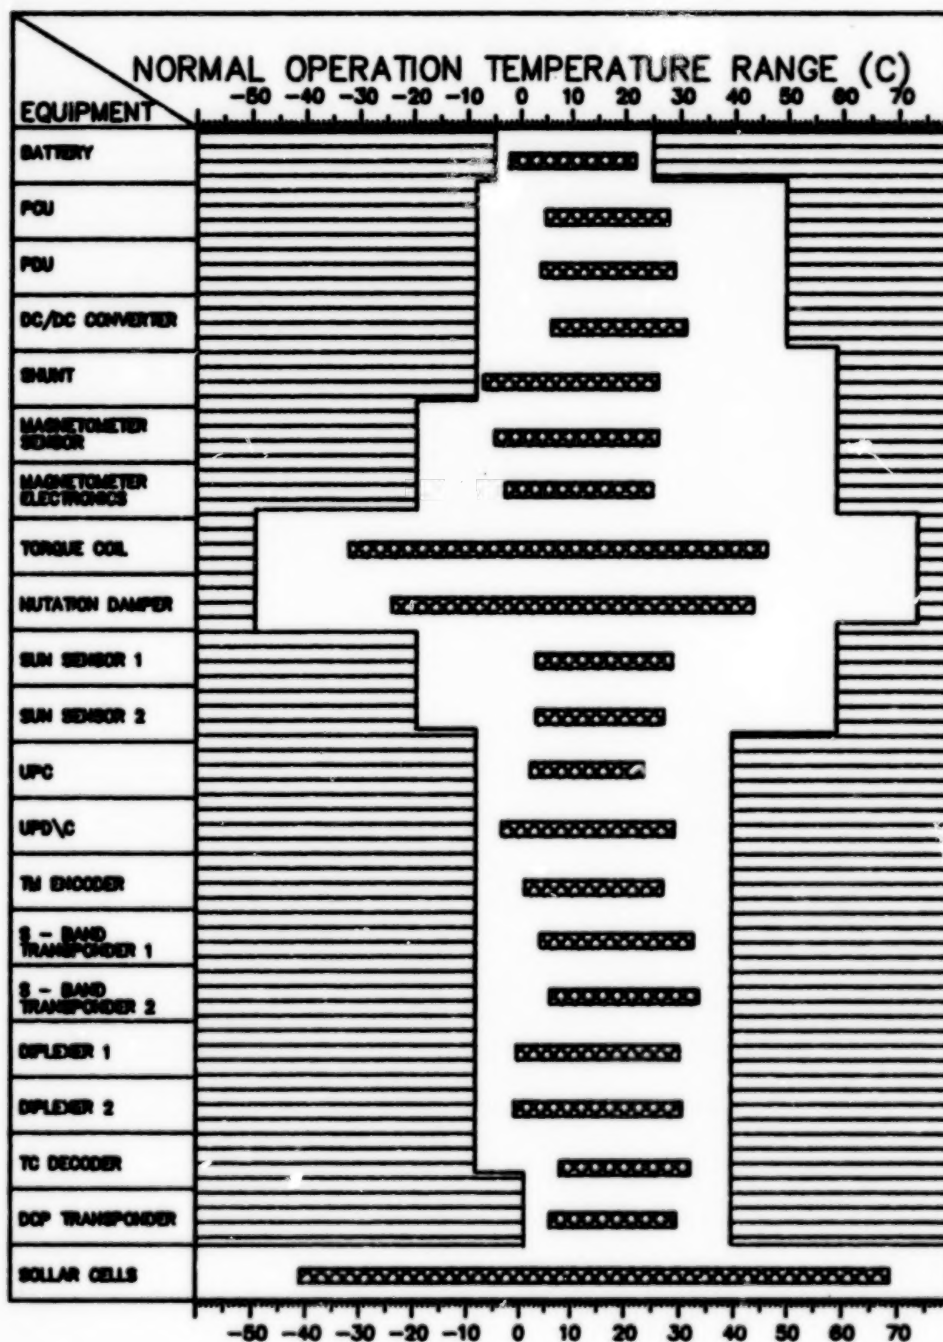 NORMAL OPERATION TEMPERATURE RANGE (C)
-50 -40 -30 -20 -10 0 10 20 30 40 50 60 70
EQUIPMENT
BATTERY
PCU
PDU
DC/DC CONVERTER
SHUNT
MAGNETOMETER
SENSOR
MAGNETOMETER
ELECTRONICS
TORQUE COIL
NUTATION DAMPER
SUN SENSOR 1
SUN SENSOR 2
UPC
UPD\C
TM ENCODER
S - BAND
TRANSPONDER 1
S - BAND
TRANSPONDER 2
DIPLEXER 1
DIPLEXER 2
TC DECODER
DCP TRANSPONDER
SOLLAR CELLS
-50 -40 -30 -20 -10 0 10 20 30 40 50 60 70